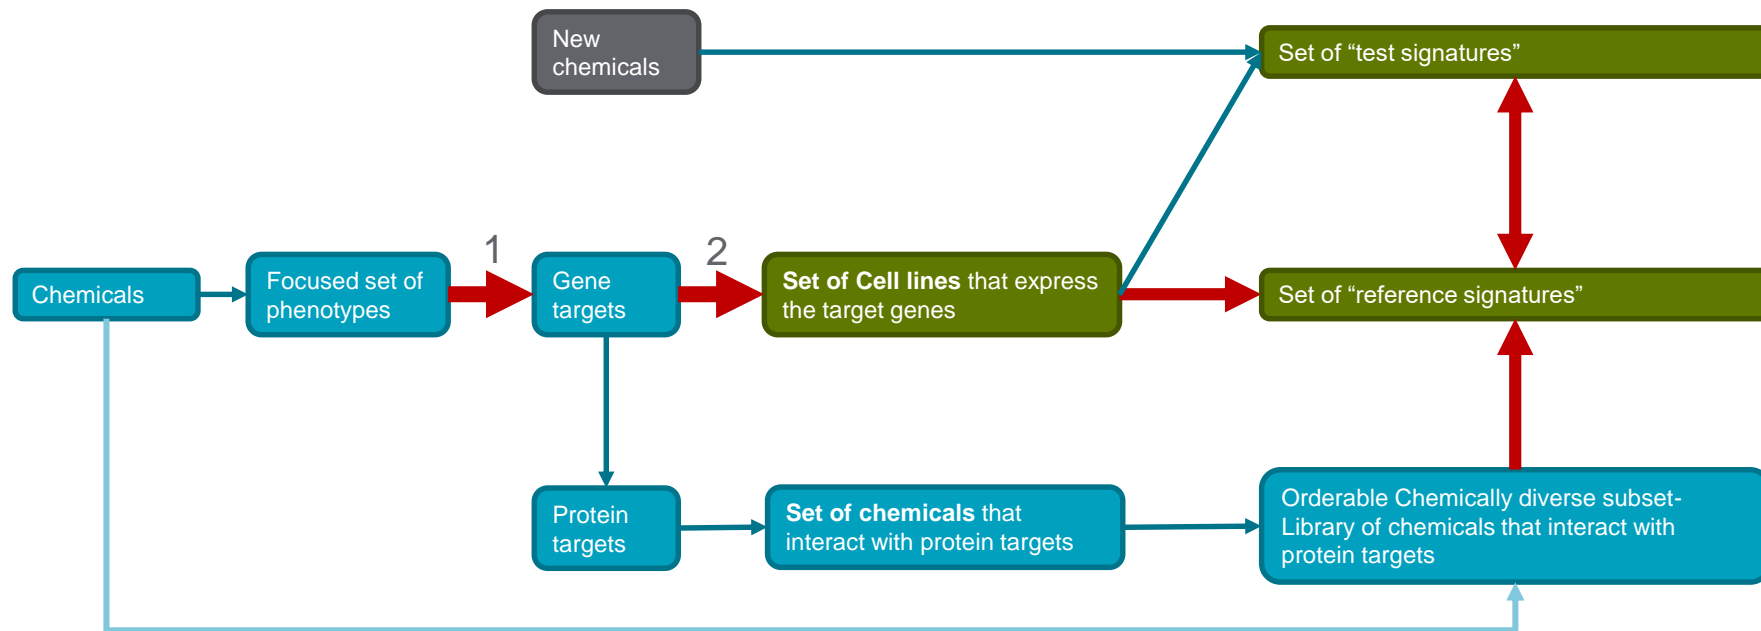 New
chemicals
Set of “test signatures”
1
2
Chemicals
Focused set of
phenotypes
Gene
targets
Set of Cell lines that express
the target genes
Set of “reference signatures”
Protein
targets
Set of chemicals that
interact with protein targets
Orderable Chemically diverse subset-
Library of chemicals that interact with
protein targets